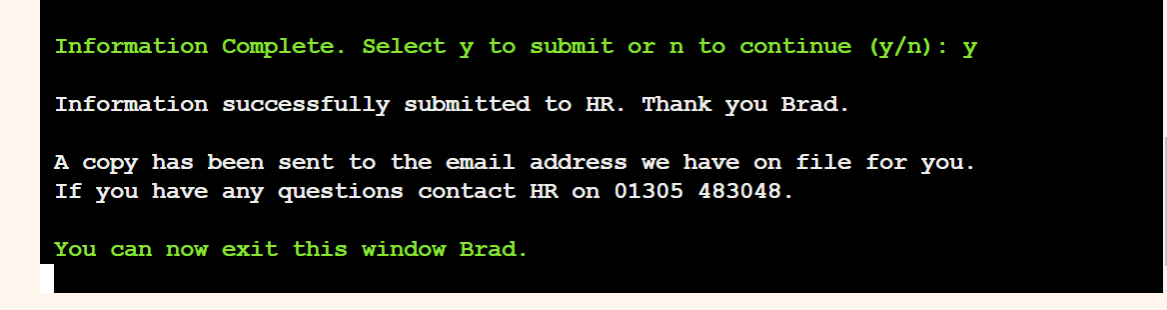 Information Complete. Select y to submit or n to continue (y/n): y
Information successfully submitted to HR. Thank you Brad.
A copy has been sent to the email address we have on file for you.
If you have any questions contact HR on 01305 483048.
You can now exit this window Brad.